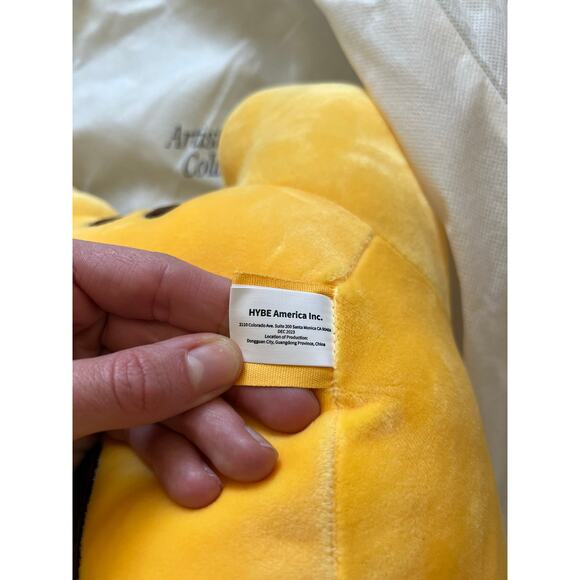 HYBE America Inc.
3110 Colorado Ave. Suite 200 Santa Monica CA 90404
DEC 2023
Location of Production:
Dongguan City, Guangdong Province, China